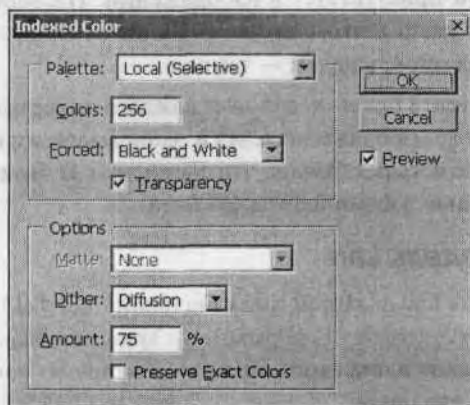 Indexed Color
Palette: Local (Selective)
Colors: 256
Forced: Black and White
Transparency
OK
Cancel
Preview
Options
Matte: None
Dither: Diffusion
Amount: 75 %
Preserve Exact Colors